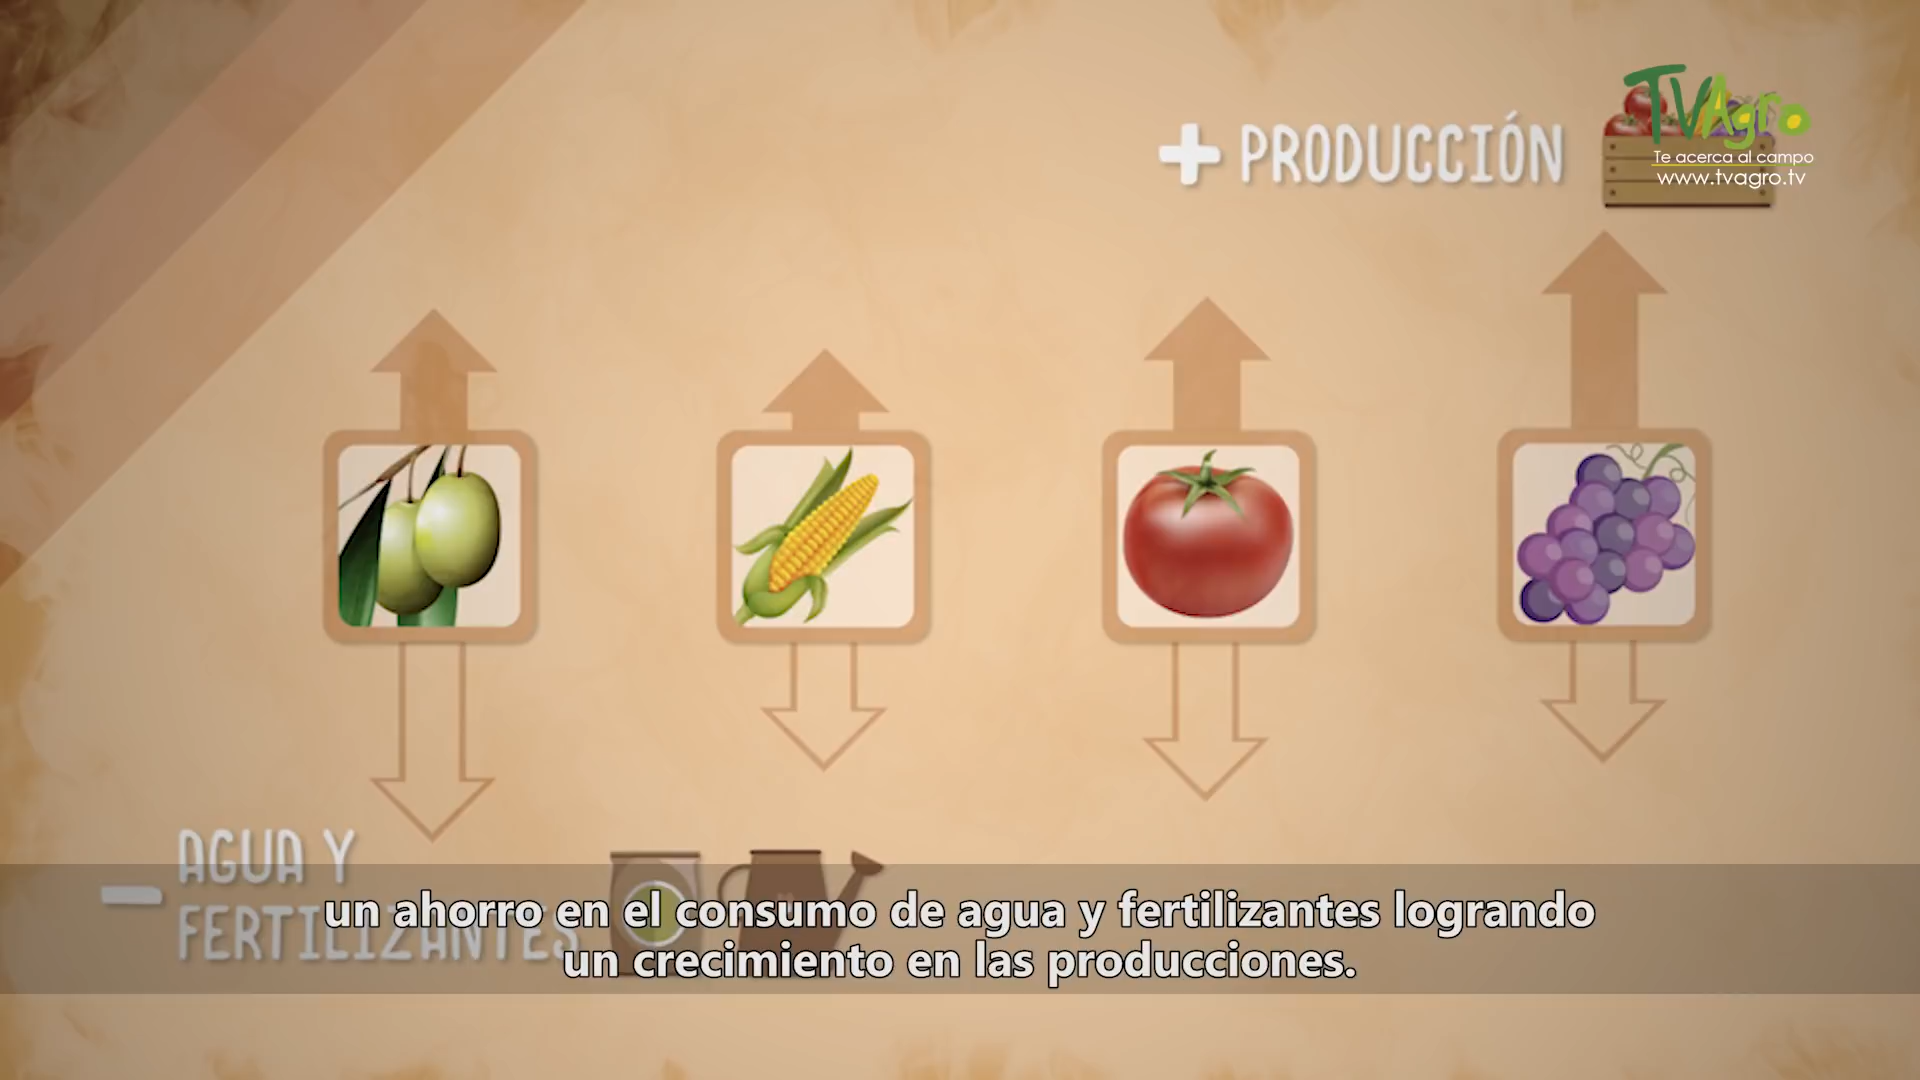 + PRODUCCIÓN
TVAgro
Te acerca al campo
www.tvagro.tv
AGUA Y
FERTILIZANTES
un ahorro en el consumo de agua y fertilizantes logrando
un crecimiento en las producciones.